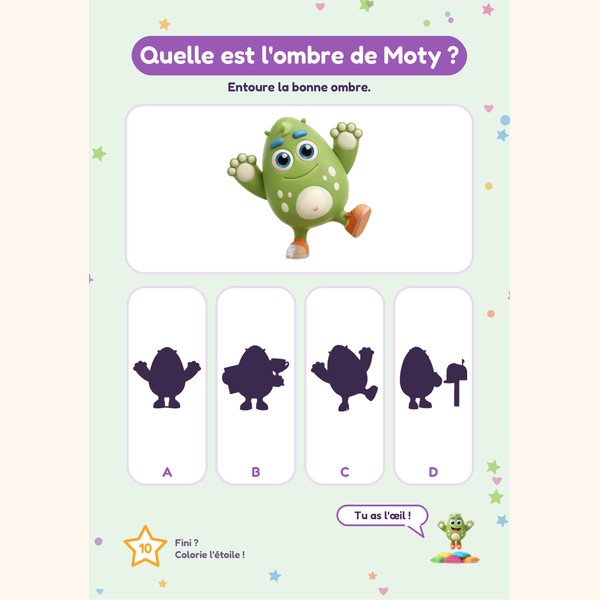 Quelle est l'ombre de Moty ?
Entoure la bonne ombre.
A
B
C
D
Tu as l'œil !
10
Fini ?
Colorie l'étoile !